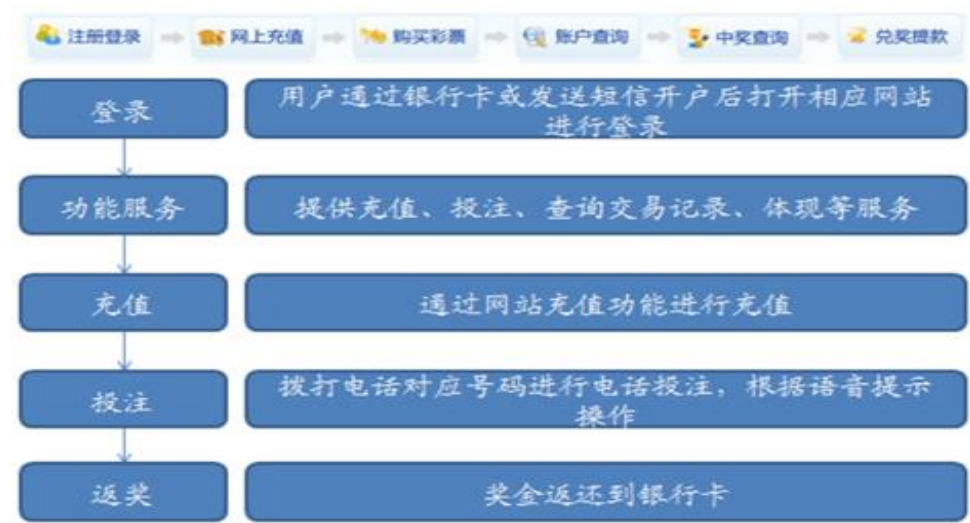 注册登录 网上充值 购买彩票 账户查询 中奖查询 兑奖提款
登录
用户通过银行卡或发送短信开户后打开相应网站
进行登录
功能服务
提供充值、投注、查询交易记录、体现等服务
充值
通过网站充值功能进行充值
投注
拨打电话对应号码进行电话投注，根据语音提示
操作
返奖
奖金返还到银行卡